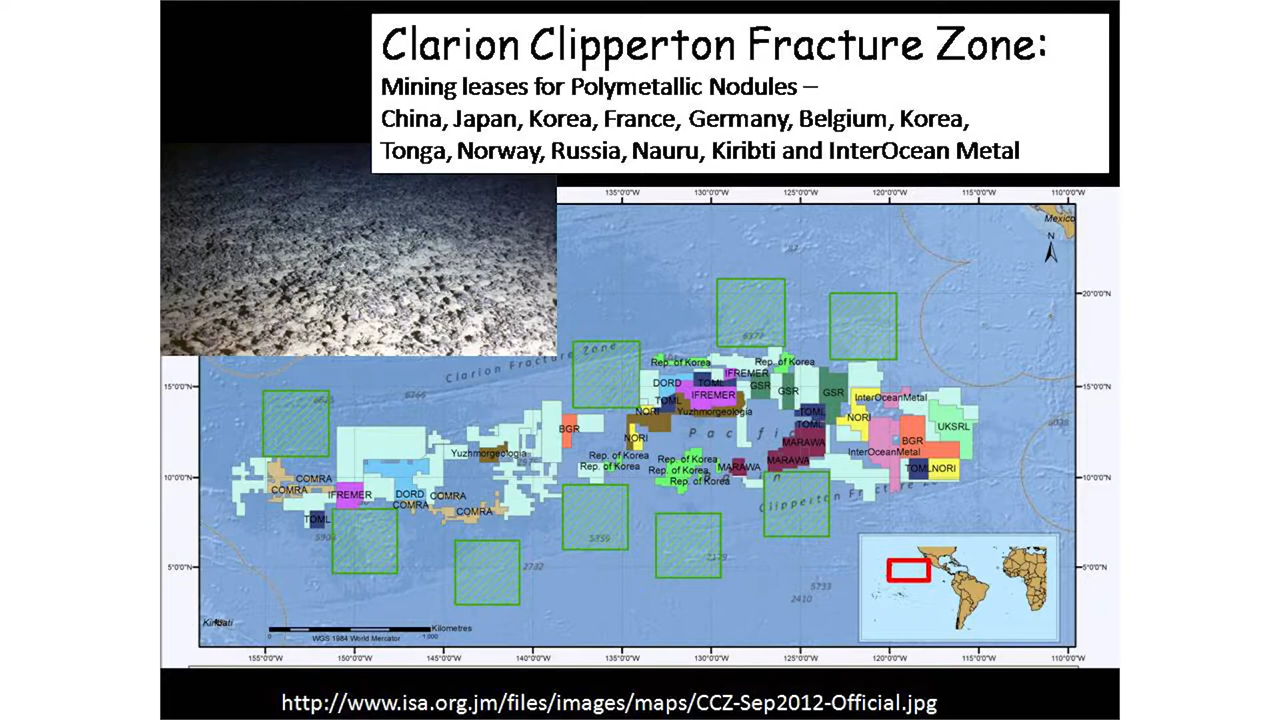 Clarion Clipperton Fracture Zone:
Mining leases for Polymetallic Nodules –
China, Japan, Korea, France, Germany, Belgium, Korea,
Tonga, Norway, Russia, Nauru, Kiribti and InterOcean Metal
135°0'0"W 130°0'0"W 125°0'0"W 120°0'0"W 115°0'0"W 110°0'0"W
Mexico
N
20°0'0"N
Clarion Fracture Zone
Rep. of Korea Rep. of Korea
IFREMER
15°0'0"N DORD TOML GSR GSR GSR 15°0'0"N
IFREMER InterOceanMetal
TOML
NORI Yuzhmorgeologia TOML NORI
BGR TOML UKSRL
Pacific
NORI MARAWA BGR
Yuzhmorgeologia Rep. of Korea Rep. of Korea MARAWA InterOceanMetal
Rep. of Korea Rep. of Korea MARAWA TOML NORI
10°0'0"N COMRA Rep. of Korea 10°0'0"N
COMRA IFREMER DORD COMRA
COMRA Clipperton Fracture
COMRA
TOML
5°0'0"N 2732 5°0'0"N
5733
2410
Kiribati
Kilometres
0 1,000
WGS 1984 World Mercator
155°0'0"W 150°0'0"W 145°0'0"W 140°0'0"W 135°0'0"W 130°0'0"W 125°0'0"W 120°0'0"W 115°0'0"W 110°0'0"W
http://www.isa.org.jm/files/images/maps/CCZ-Sep2012-Official.jpg